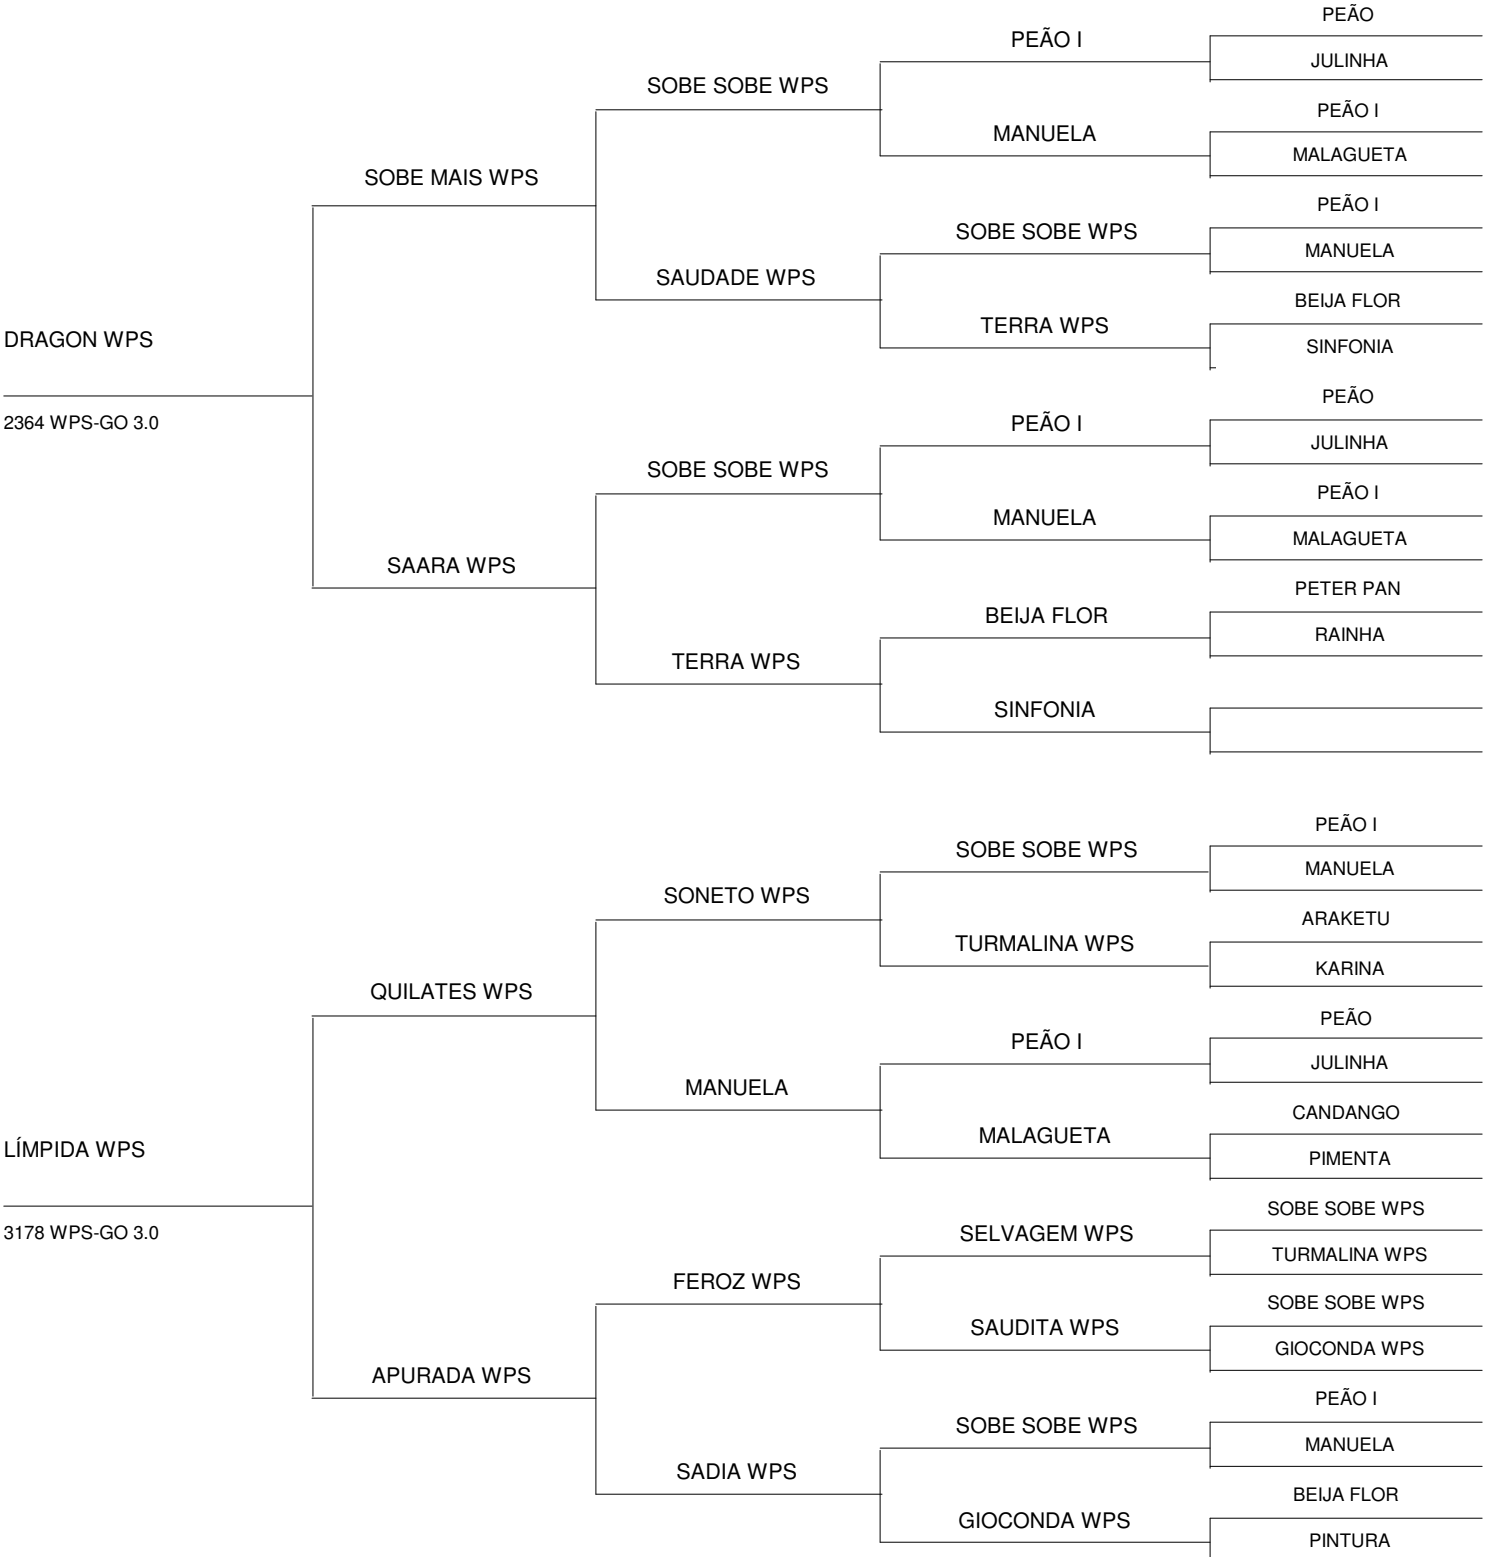 PEÃO
PEÃO I
JULINHA
SOBE SOBE WPS
PEÃO I
MANUELA
MALAGUETA
SOBE MAIS WPS
PEÃO I
SOBE SOBE WPS
MANUELA
SAUDADE WPS
BEIJA FLOR
TERRA WPS
DRAGON WPS
SINFONIA
PEÃO
2364 WPS-GO 3.0
PEÃO I
JULINHA
SOBE SOBE WPS
PEÃO I
MANUELA
MALAGUETA
SAARA WPS
PETER PAN
BEIJA FLOR
RAINHA
TERRA WPS
SINFONIA
PEÃO I
SOBE SOBE WPS
MANUELA
SONETO WPS
ARAKETU
TURMALINA WPS
KARINA
QUILATES WPS
PEÃO
PEÃO I
JULINHA
MANUELA
CANDANGO
MALAGUETA
LÍMPIDA WPS
PIMENTA
SOBE SOBE WPS
3178 WPS-GO 3.0
SELVAGEM WPS
TURMALINA WPS
FEROZ WPS
SOBE SOBE WPS
SAUDITA WPS
GIOCONDA WPS
APURADA WPS
PEÃO I
SOBE SOBE WPS
MANUELA
SADIA WPS
BEIJA FLOR
GIOCONDA WPS
PINTURA